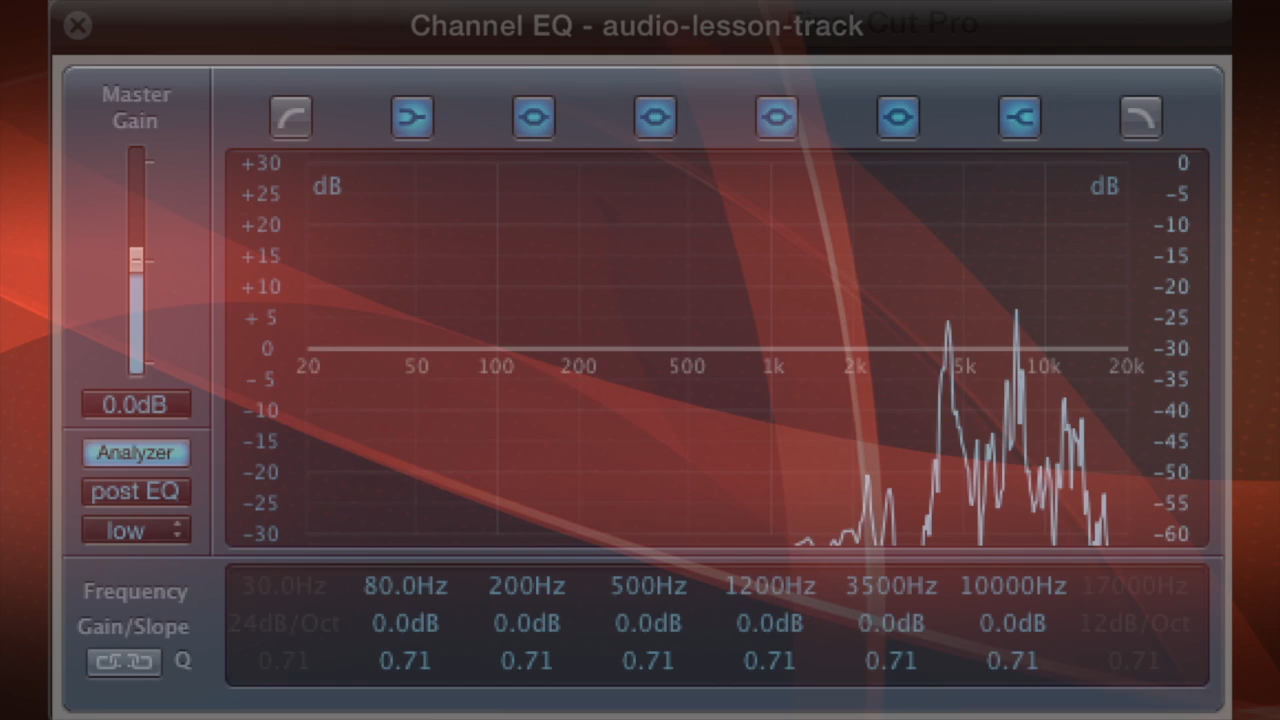 Channel EQ - audio-lesson-track
Cut Pro
Master
Gain
+30 0
dB dB
+25 -5
+20 -10
+15 -15
+10 -20
+ 5 -25
0 -30
20 50 100 200 500 1k 2k 5k 10k 20k
- 5 -35
0.0dB
-10 -40
-15 -45
Analyzer
-20 -50
post EQ
-25 -55
low
-30 -60
Frequency 30.0Hz 80.0Hz 200Hz 500Hz 1200Hz 3500Hz 10000Hz 17000Hz
Gain/Slope 24dB/Oct 0.0dB 0.0dB 0.0dB 0.0dB 0.0dB 0.0dB 12dB/Oct
Q 0.71 0.71 0.71 0.71 0.71 0.71 0.71 0.71